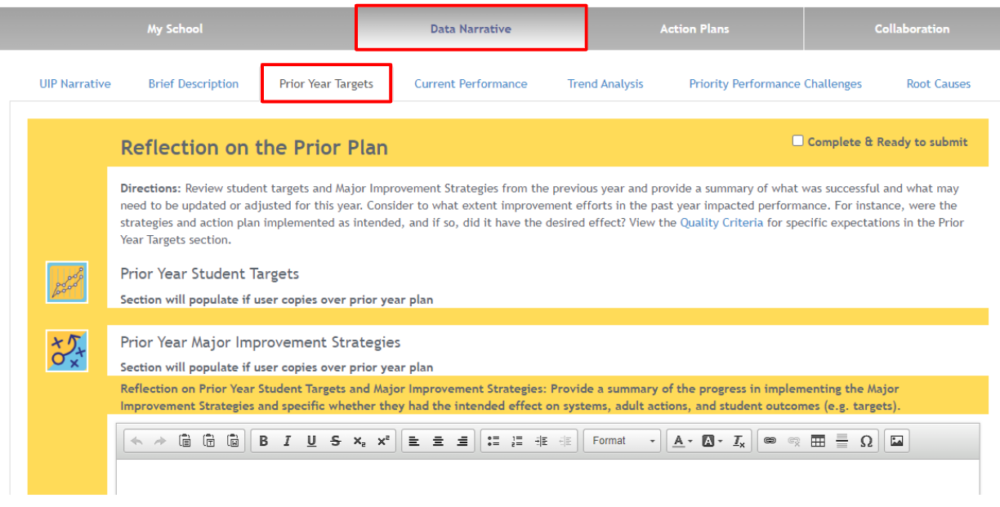 My School Data Narrative Action Plans Collaboration
UIP Narrative Brief Description Prior Year Targets Current Performance Trend Analysis Priority Performance Challenges Root Causes
Reflection on the Prior Plan
Complete & Ready to submit
Directions: Review student targets and Major Improvement Strategies from the previous year and provide a summary of what was successful and what may
need to be updated or adjusted for this year. Consider to what extent improvement efforts in the past year impacted performance. For instance, were the
strategies and action plan implemented as intended, and if so, did it have the desired effect? View the Quality Criteria for specific expectations in the Prior
Year Targets section.
Prior Year Student Targets
Section will populate if user copies over prior year plan
Prior Year Major Improvement Strategies
Section will populate if user copies over prior year plan
Reflection on Prior Year Student Targets and Major Improvement Strategies: Provide a summary of the progress in implementing the Major
Improvement Strategies and specific whether they had the intended effect on systems, adult actions, and student outcomes (e.g. targets).
B I U S x₂ x² Format A A Tx Ω